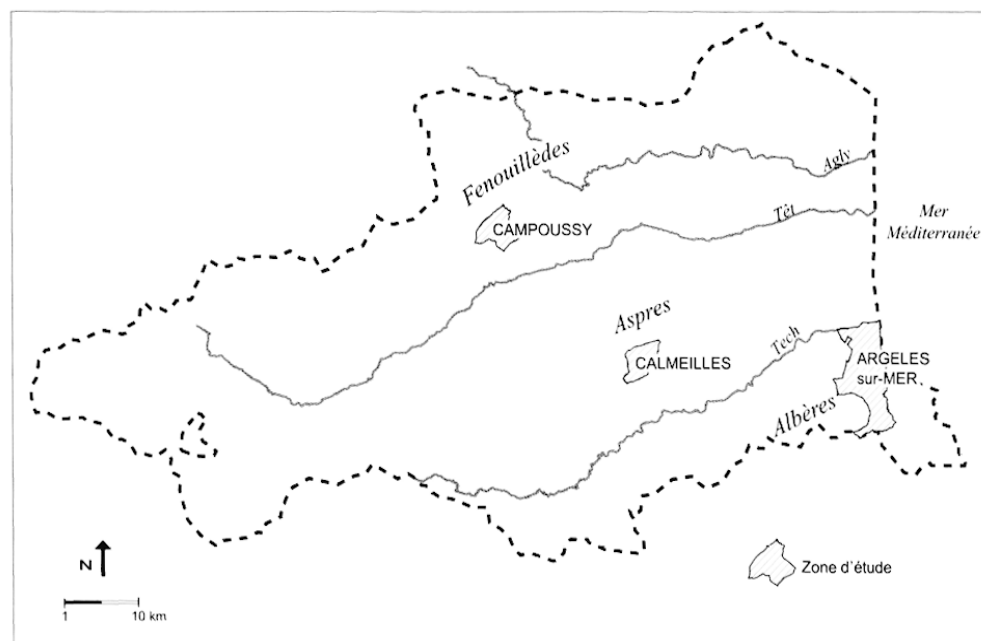 Fenouillèdes
Agly
CAMPOUSSY
Têt
Mer
Méditerranée
Aspres
Tech
CALMEILLES
ARGELES
sur-MER
Albères
N
Zone d'étude
1 10 km